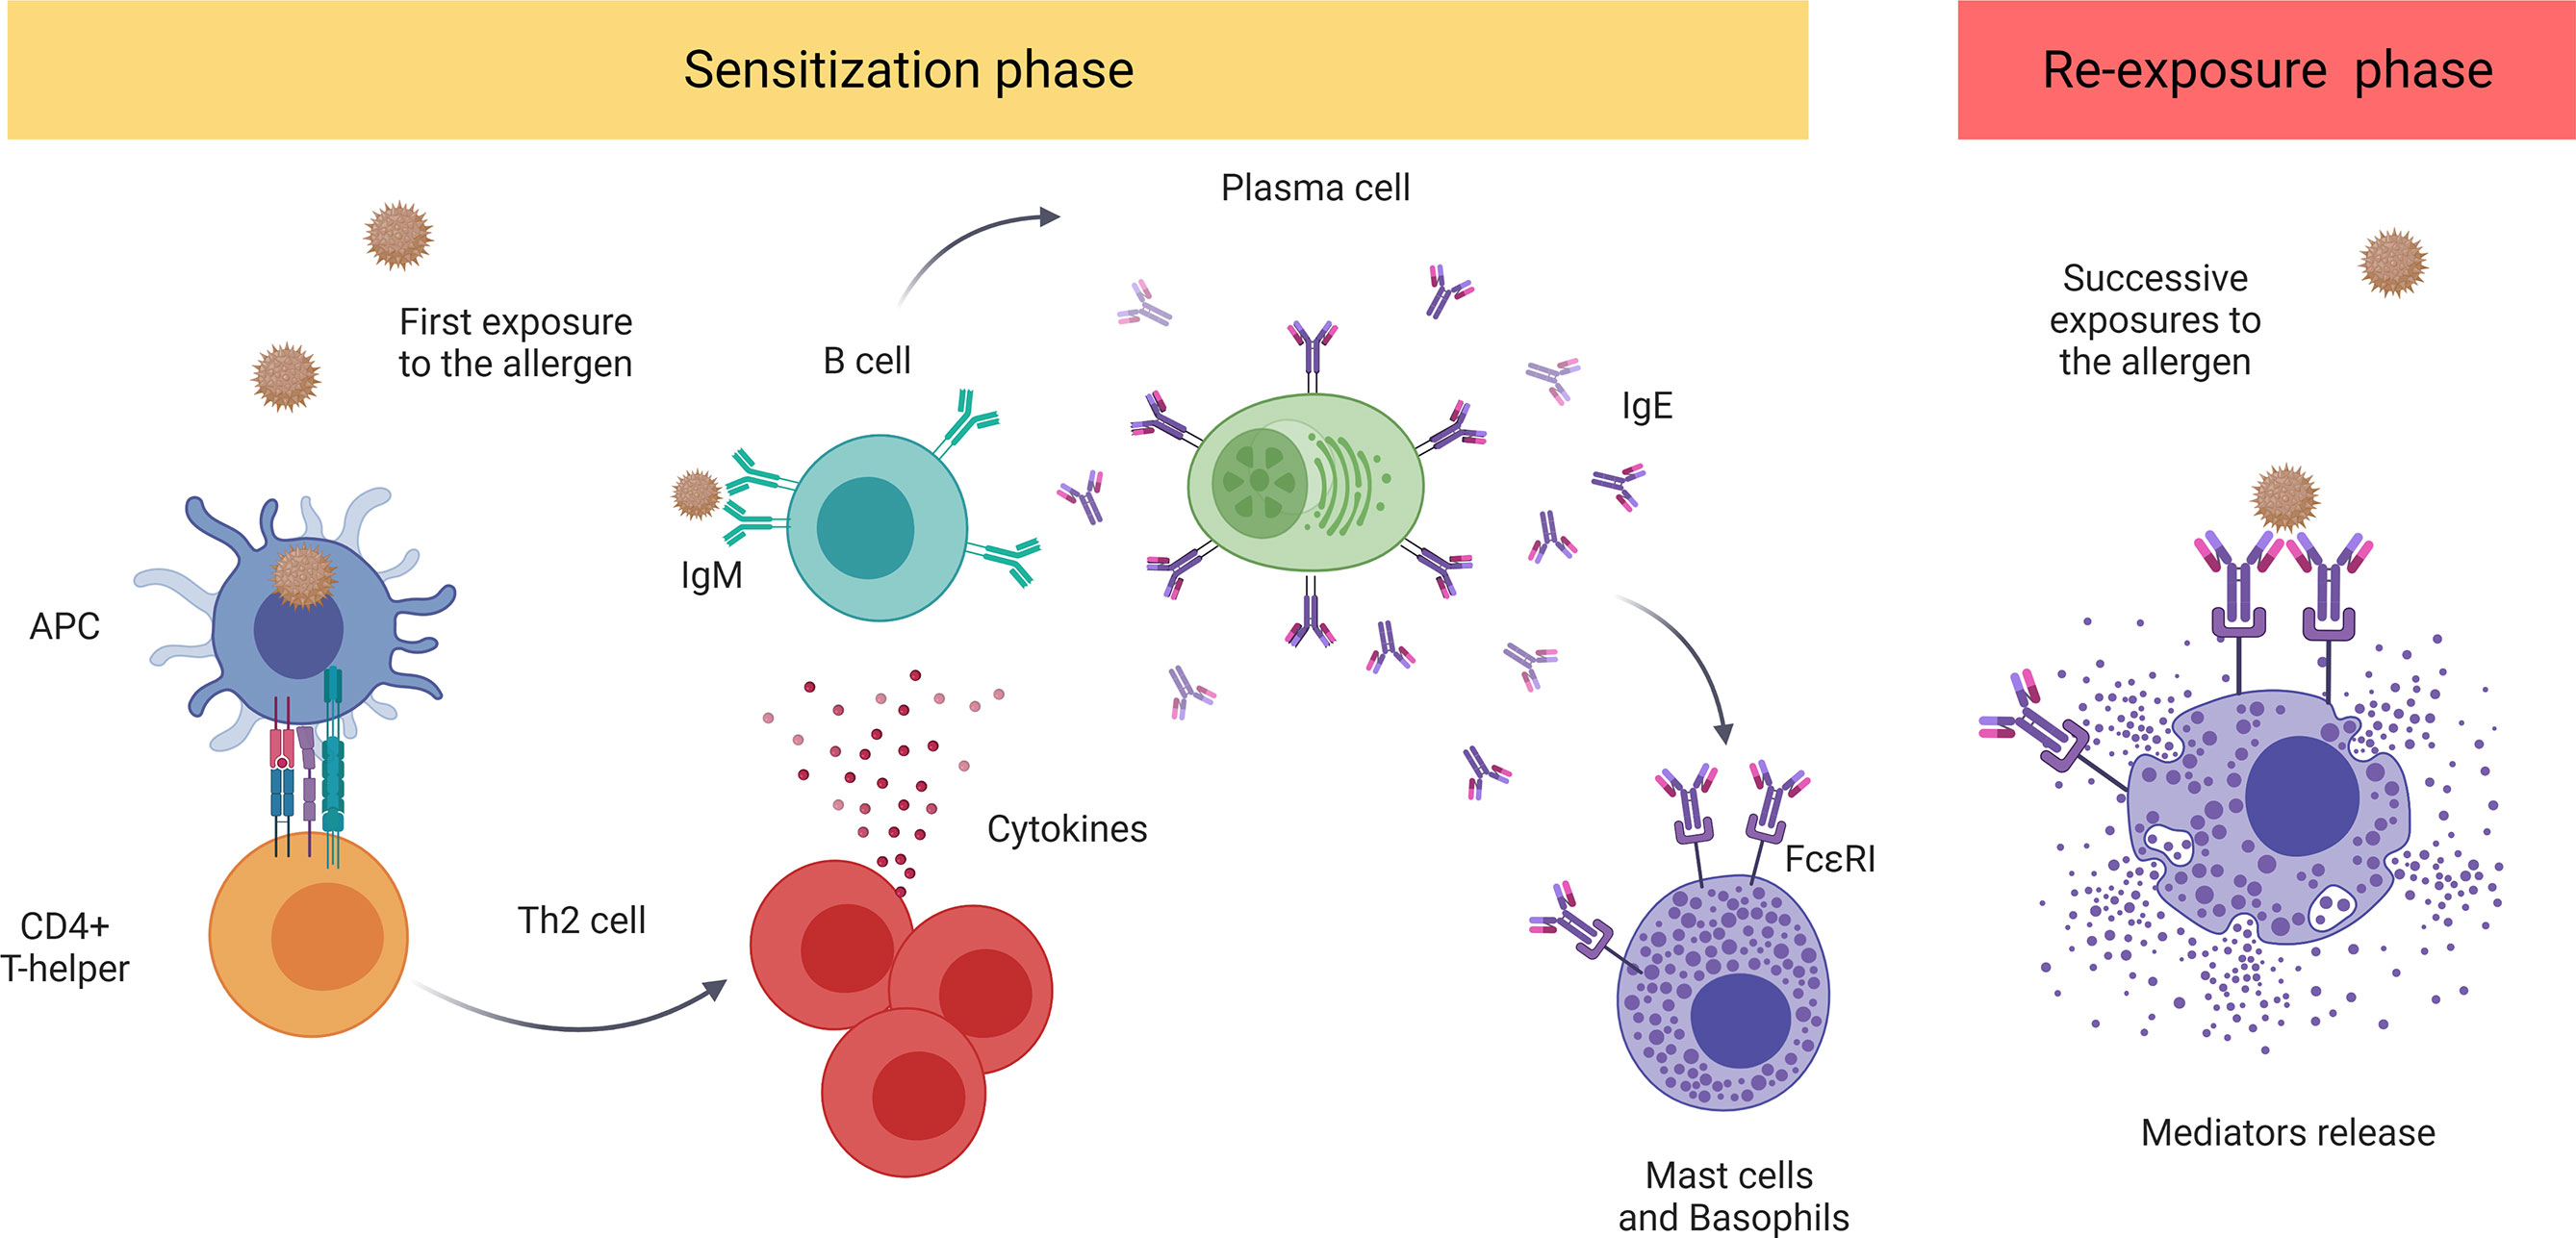 Sensitization phase
Re-exposure phase
First exposure
to the allergen
APC
CD4+
T-helper
Th2 cell
B cell
IgM
Cytokines
Plasma cell
IgE
FcεRI
Mast cells
and Basophils
Successive
exposures to
the allergen
Mediators release